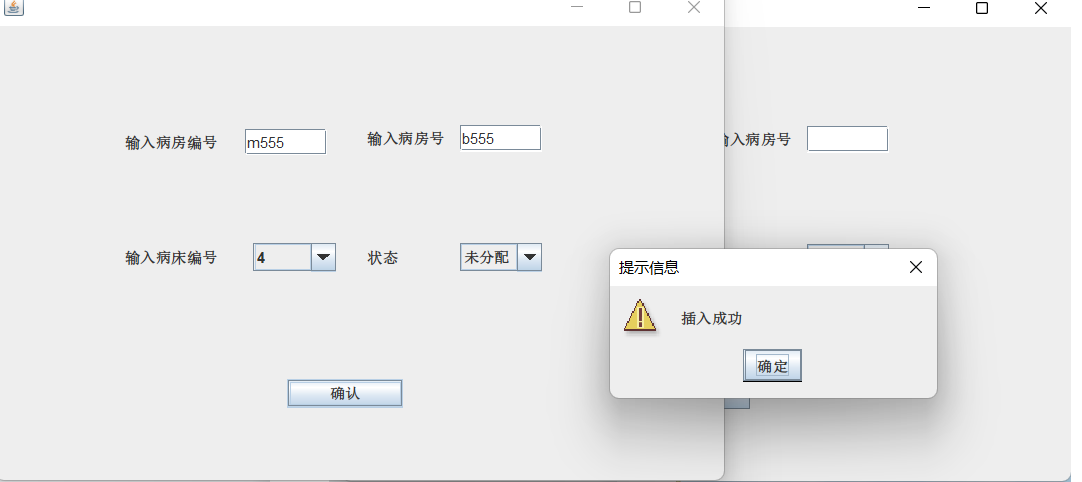 输入病房编号
m555
输入病房号
b555
输入病房号
输入病床编号
4
状态
未分配
提示信息
插入成功
确定
确认